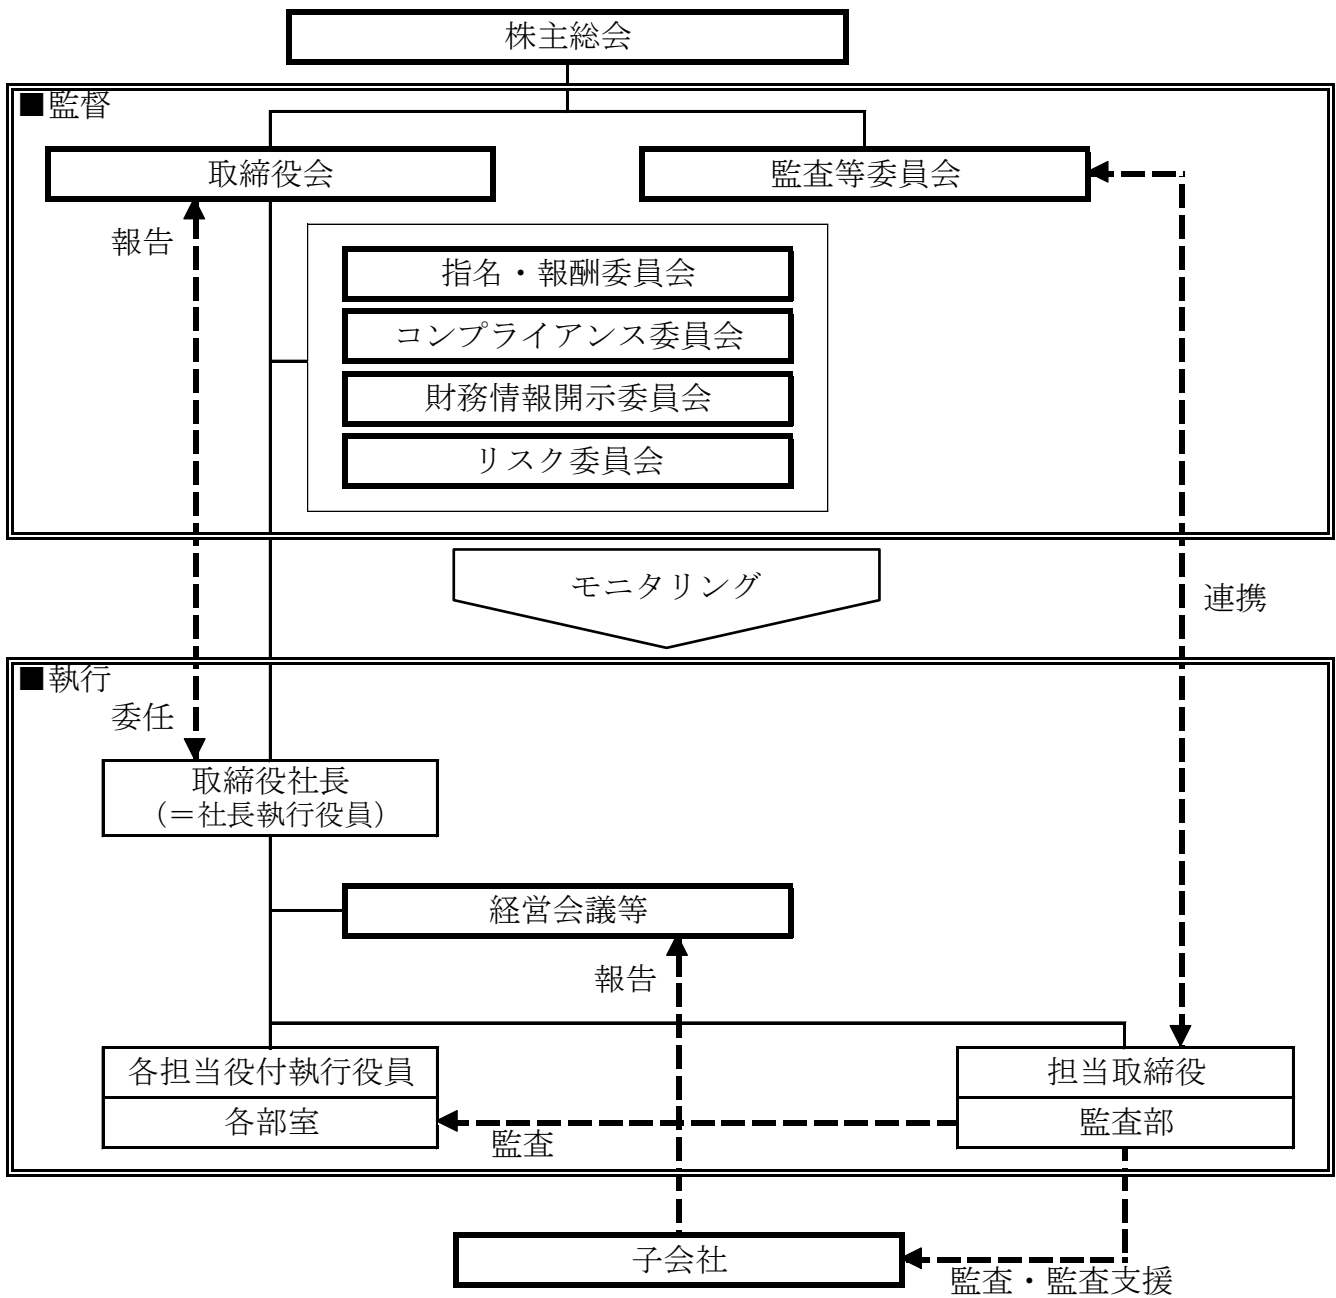 株主総会
■監督
取締役会
監査等委員会
報告
指名・報酬委員会
コンプライアンス委員会
財務情報開示委員会
リスク委員会
モニタリング
連携
■執行
委任
取締役社長
（＝社長執行役員）
経営会議等
報告
各担当役付執行役員
担当取締役
各部室
監査部
監査
子会社
監査・監査支援